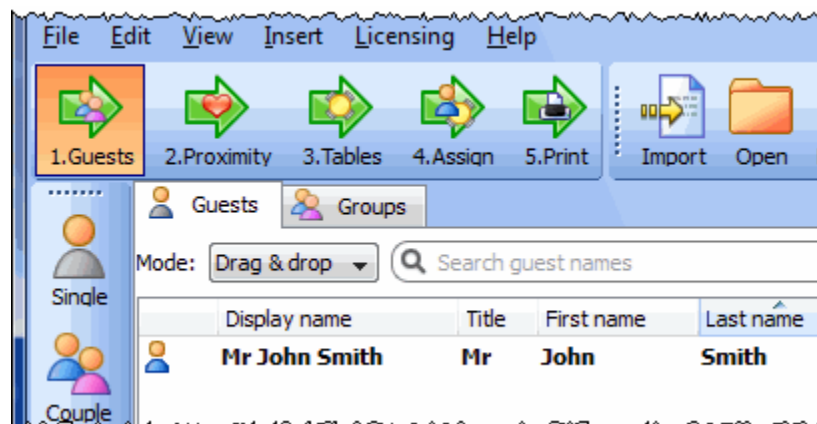 File Edit View Insert Licensing Help
1.Guests 2.Proximity 3.Tables 4.Assign 5.Print Import Open
Guests Groups
Mode: Drag & drop Search guest names
Single
Display name Title First name Last name
Mr John Smith Mr John Smith
Couple